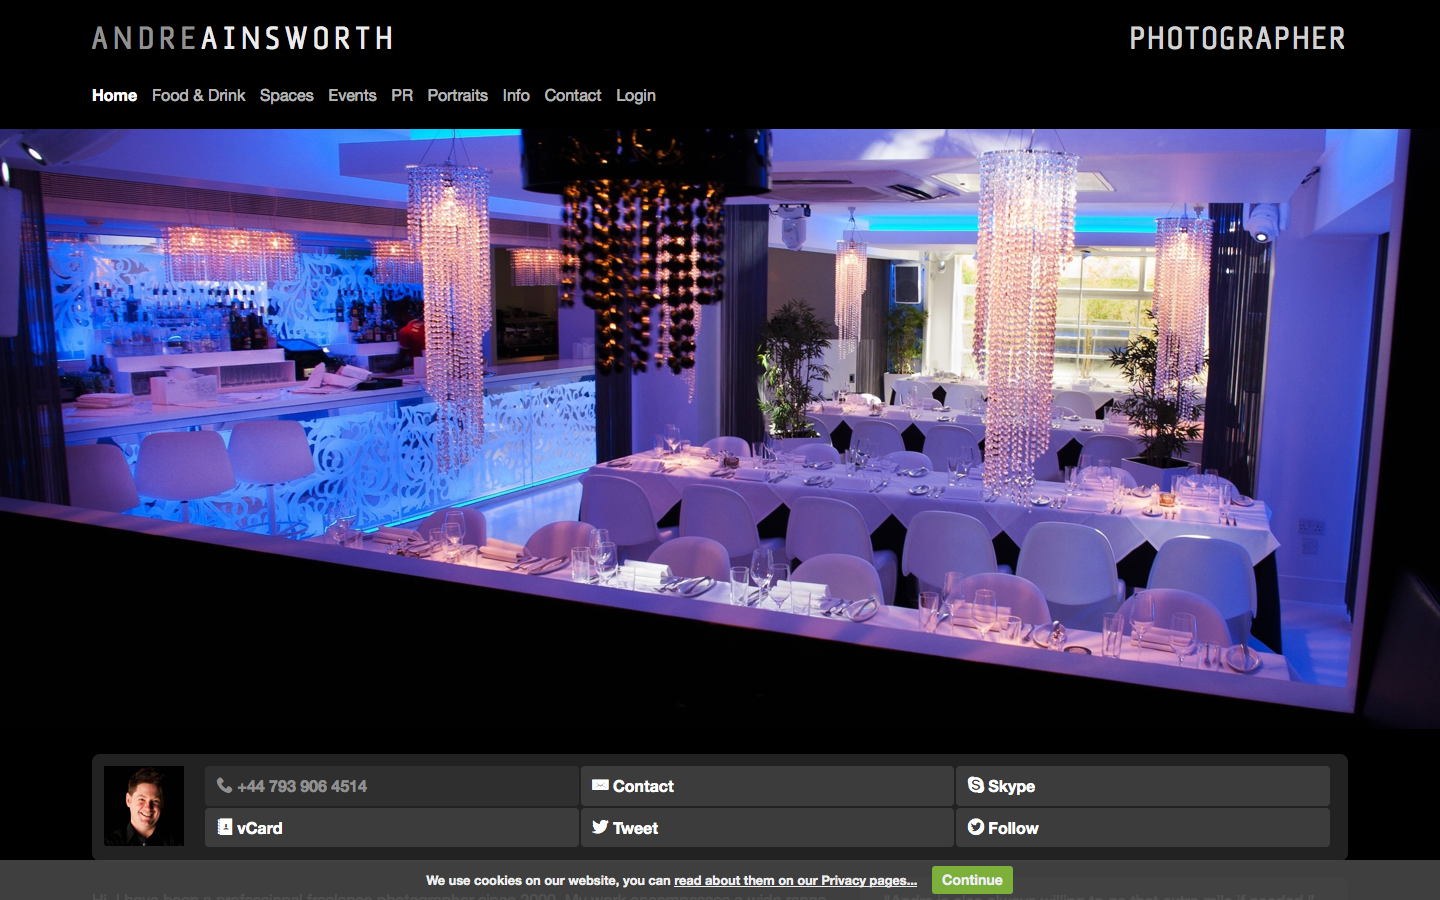 ANDREAINSWORTH
PHOTOGRAPHER
Home Food & Drink Spaces Events PR Portraits Info Contact Login
+44 793 906 4514
Contact
Skype
vCard
Tweet
Follow
We use cookies on our website, you can read about them on our Privacy pages...
Continue